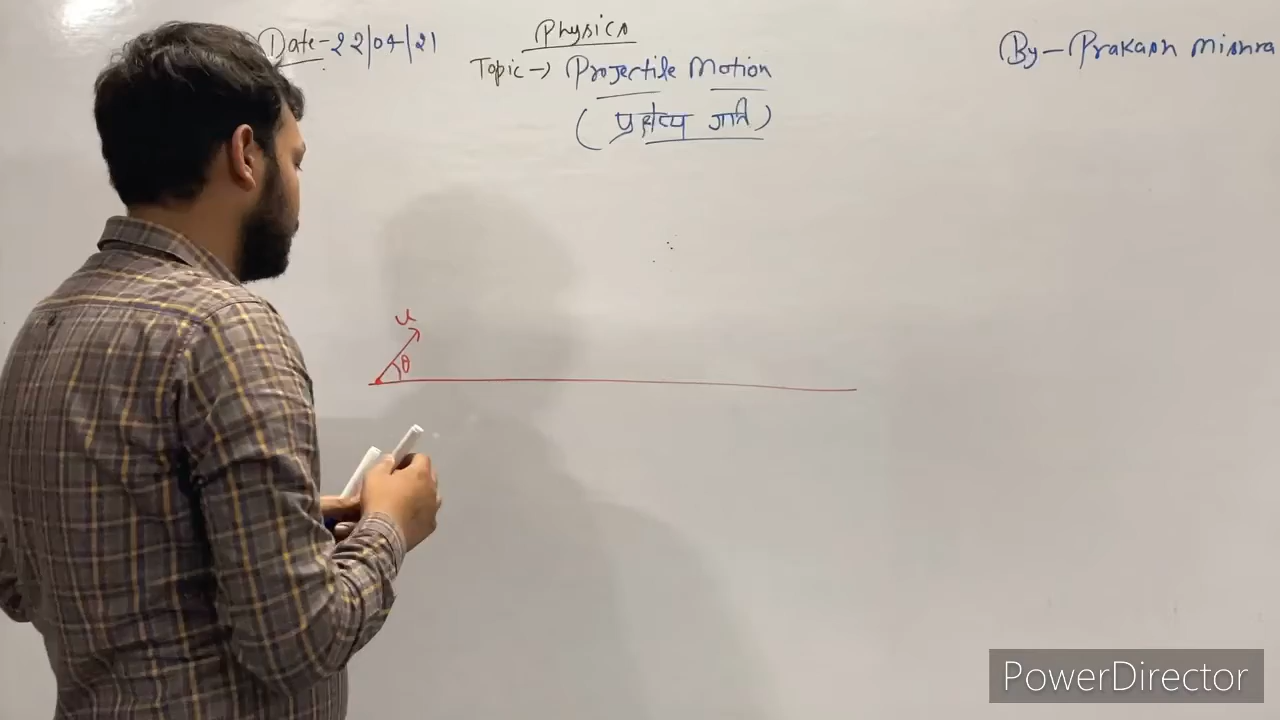 Date-22/04/21
Physics
By-Prakash Mishra
Topic→ Projectile Motion
(प्रक्षेप्य गति)
u
θ
PowerDirector